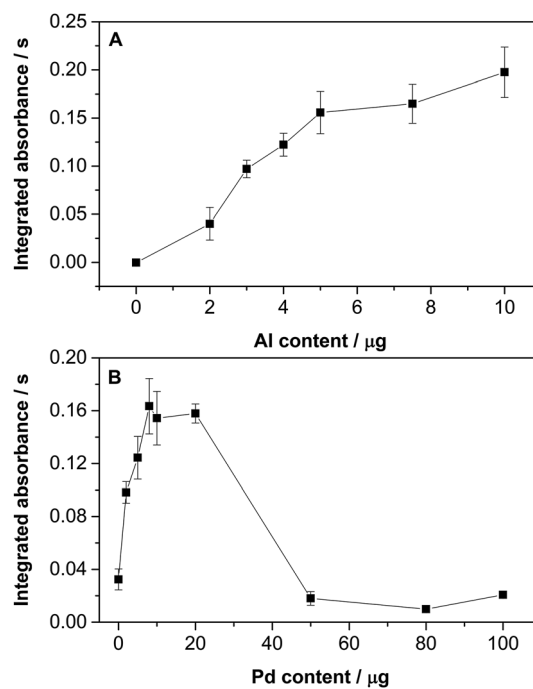 A
Integrated absorbance / s
0.20
0.15
0.10
0.05
0.00
0 2 4 6 8 10
Al content / μg
B
Integrated absorbance / s
0.20
0.16
0.12
0.08
0.04
0.00
0 20 40 60 80 100
Pd content / μg